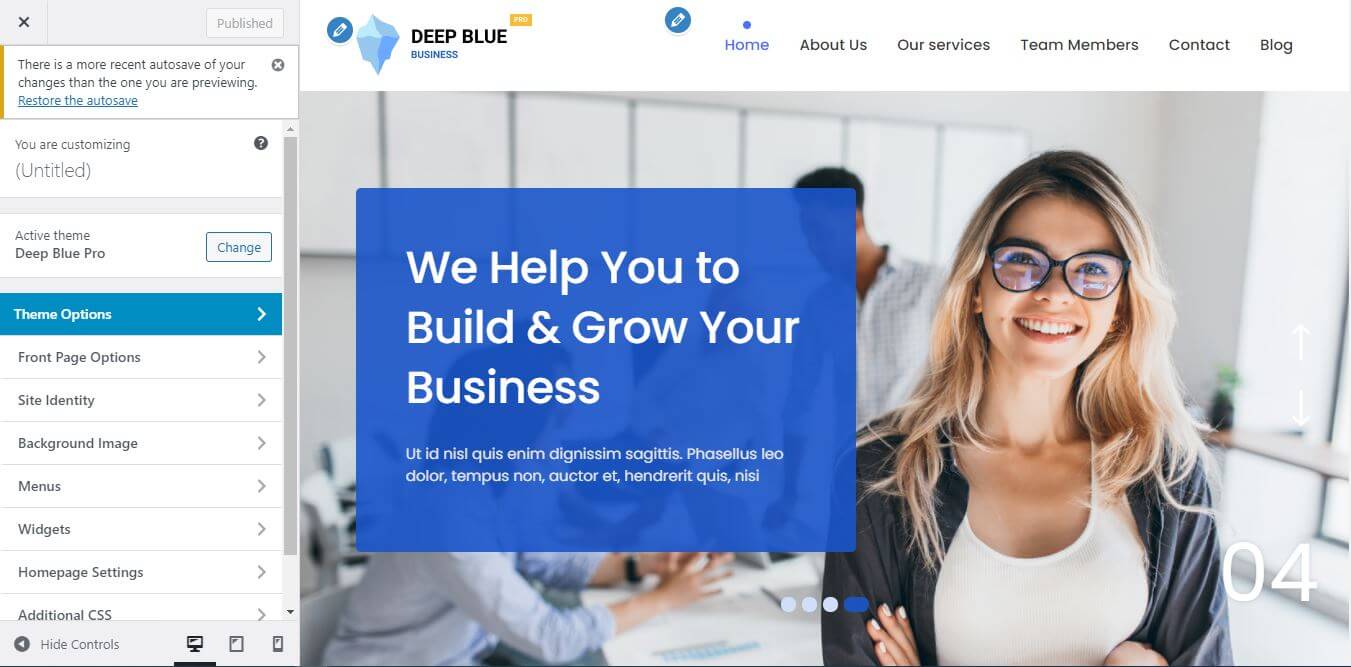 Published
There is a more recent autosave of your
changes than the one you are previewing.
Restore the autosave
You are customizing
(Untitled)
Active theme
Deep Blue Pro
Change
Theme Options
Front Page Options
Site Identity
Background Image
Menus
Widgets
Homepage Settings
Additional CSS
Hide Controls
PRO
DEEP BLUE
BUSINESS
Home About Us Our services Team Members Contact Blog
We Help You to
Build & Grow Your
Business
Ut id nisl quis enim dignissim sagittis. Phasellus leo
dolor, tempus non, auctor et, hendrerit quis, nisi
04